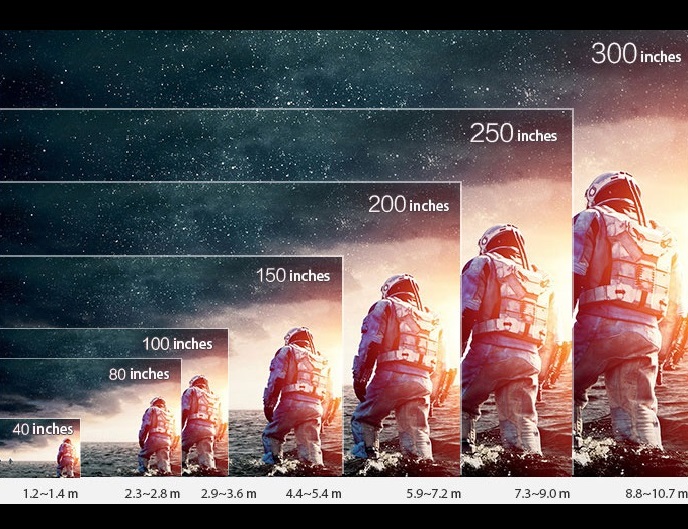 300 inches
250 inches
200 inches
150 inches
100 inches
80 inches
40 inches
1.2~1.4 m 2.3~2.8 m 2.9~3.6 m 4.4~5.4 m 5.9~7.2 m 7.3~9.0 m 8.8~10.7 m